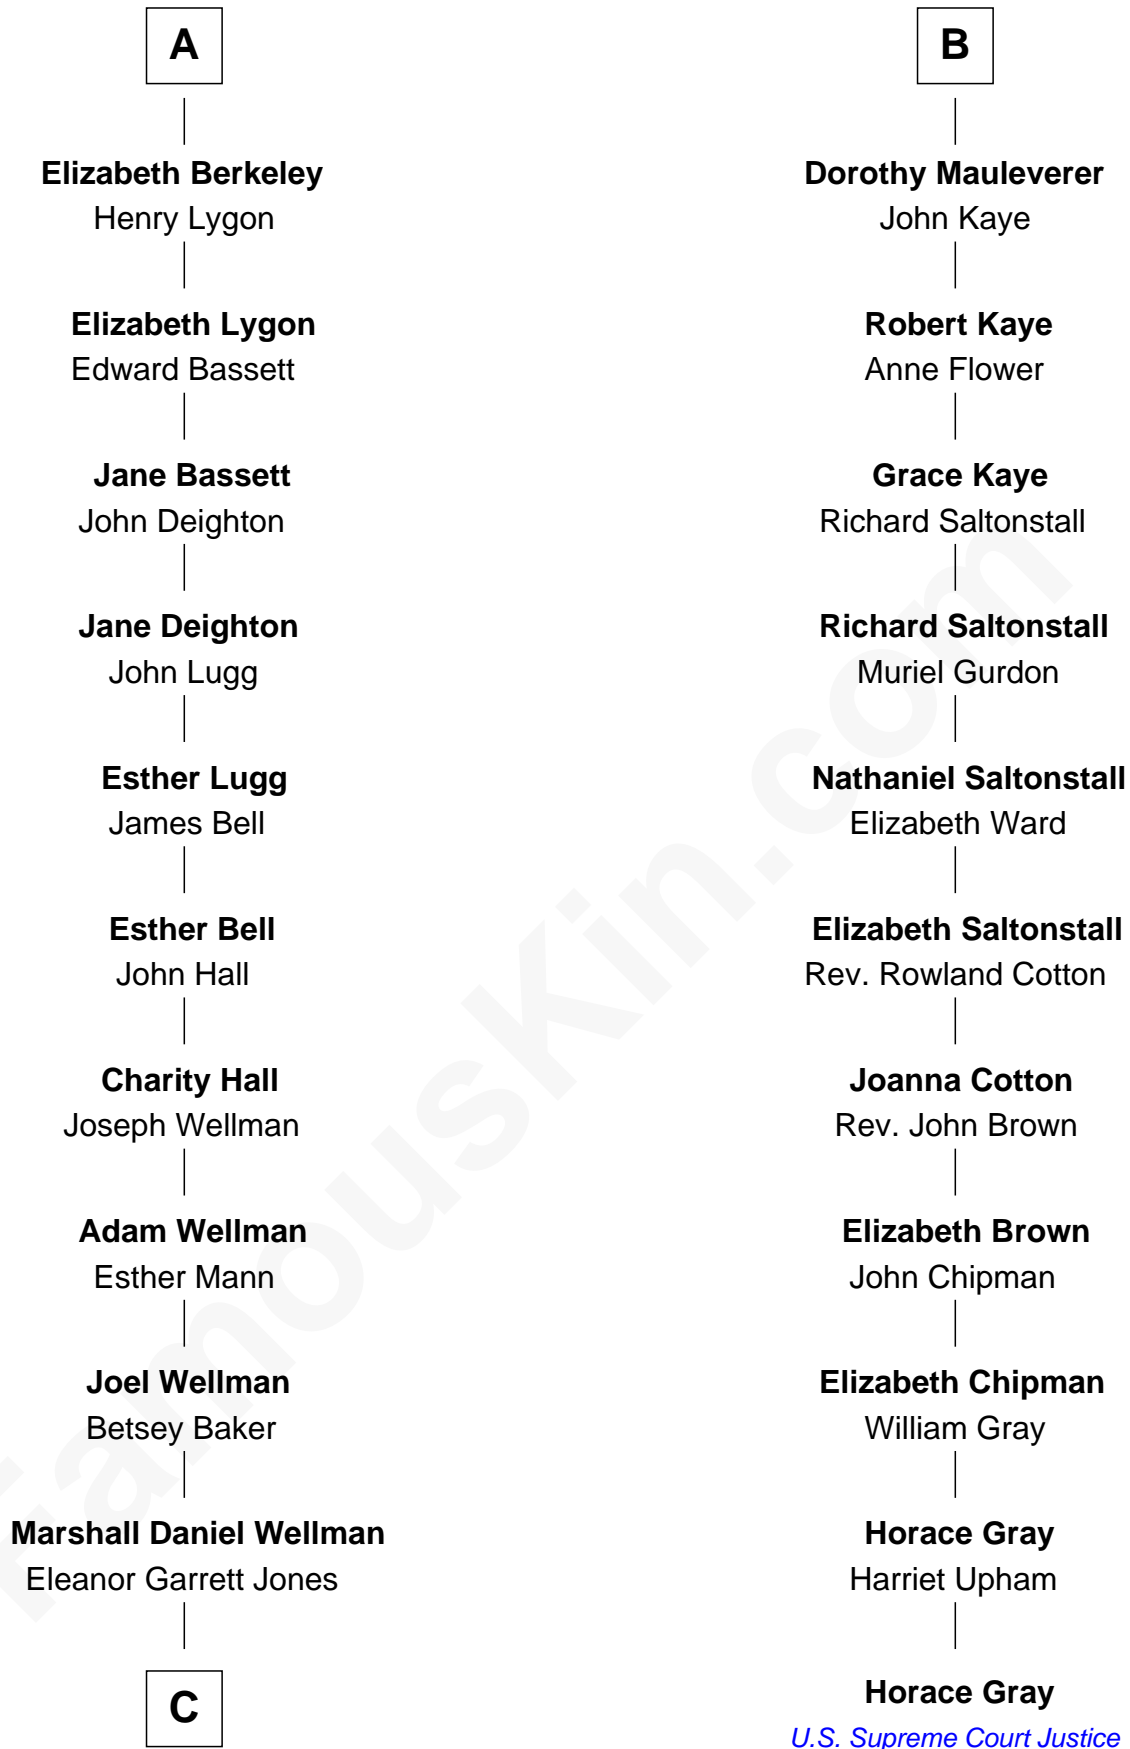 A
Elizabeth Berkeley
Henry Lygon
Elizabeth Lygon
Edward Bassett
Jane Bassett
John Deighton
Jane Deighton
John Lugg
Esther Lugg
James Bell
Esther Bell
John Hall
Charity Hall
Joseph Wellman
Adam Wellman
Esther Mann
Joel Wellman
Betsey Baker
Marshall Daniel Wellman
Eleanor Garrett Jones
C
B
Dorothy Mauleverer
John Kaye
Robert Kaye
Anne Flower
Grace Kaye
Richard Saltonstall
Richard Saltonstall
Muriel Gurdon
Nathaniel Saltonstall
Elizabeth Ward
Elizabeth Saltonstall
Rev. Rowland Cotton
Joanna Cotton
Rev. John Brown
Elizabeth Brown
John Chipman
Elizabeth Chipman
William Gray
Horace Gray
Harriet Upham
Horace Gray
U.S. Supreme Court Justice
FamousKin.com